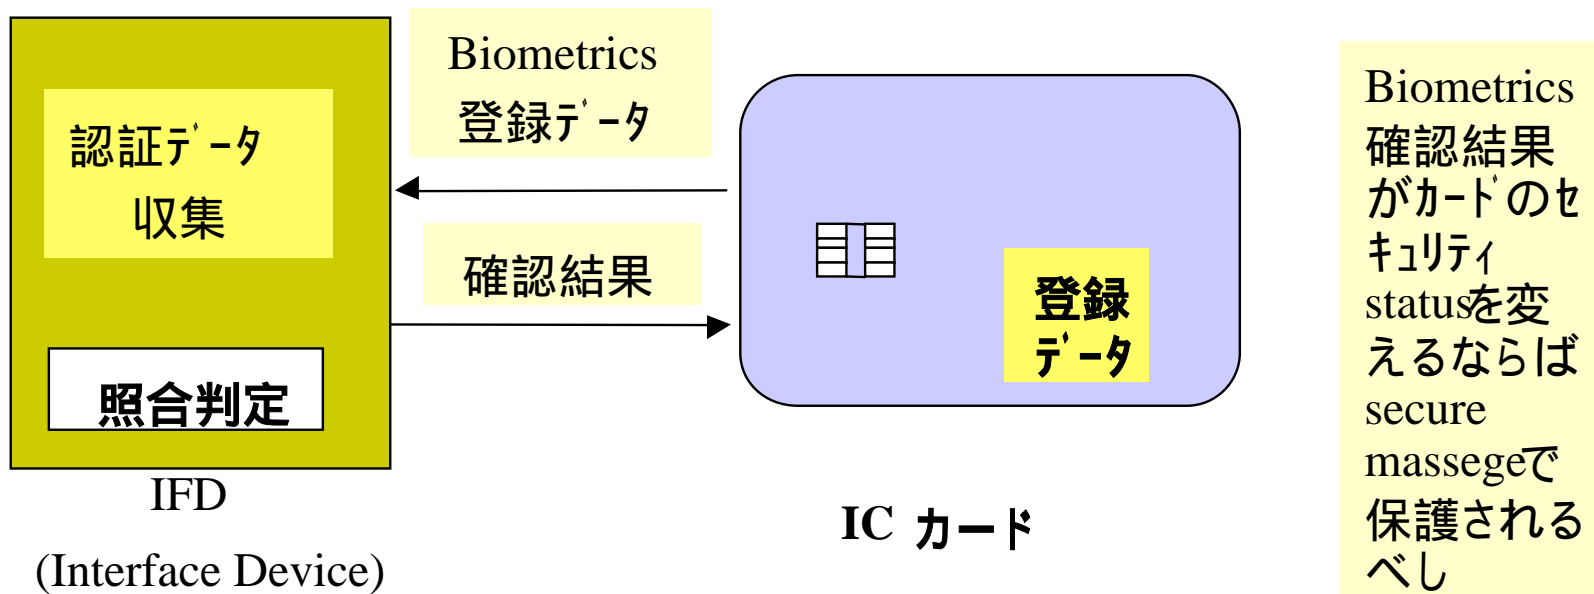 Biometrics
登録ﾃﾞｰﾀ
認証ﾃﾞｰﾀ
収集
確認結果
照合判定
IFD
(Interface Device)
登録
ﾃﾞｰﾀ
IC カード
Biometrics
確認結果
がｶｰﾄﾞのｾ
ｷｭﾘﾃｨ
statusを変
えるならば
secure
massegeで
保護される
べし